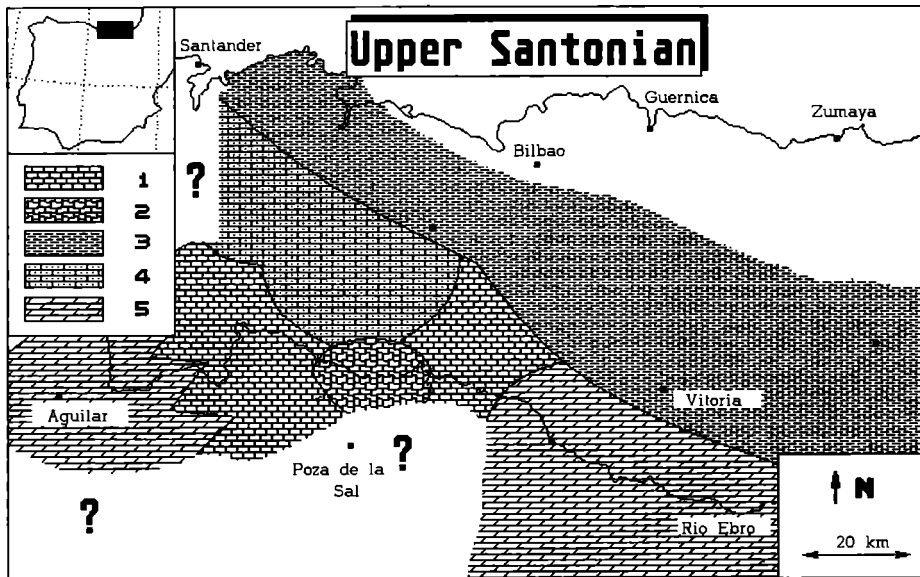 Upper Santonian
Santander
Guernica
Zumaya
Bilbao
?
1
2
3
4
5
Aguilar
Vitoria
Poza de la
Sal
?
?
Rio Ebro
N
20 km